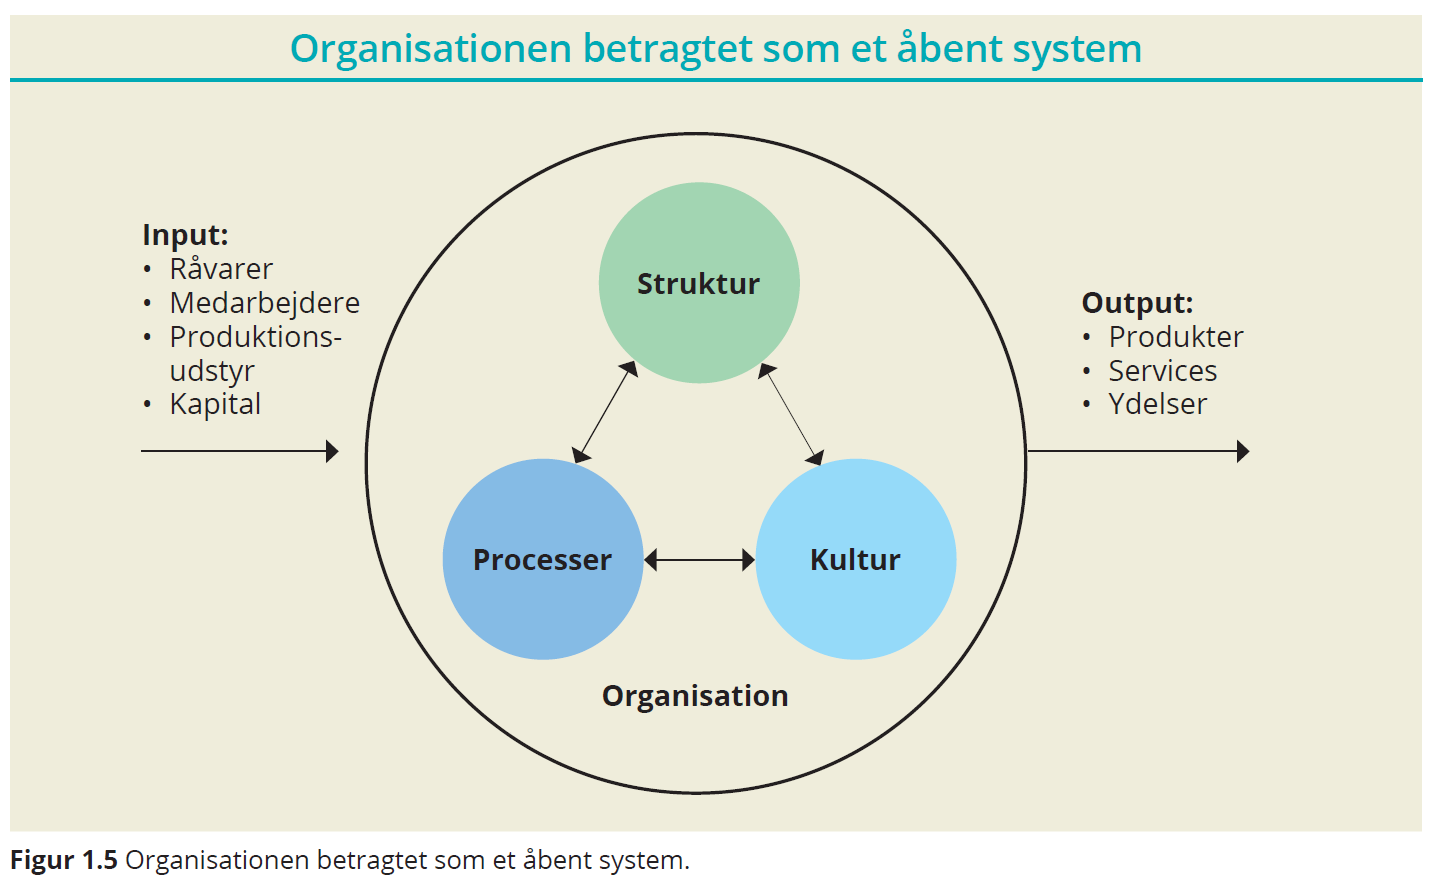 Organisationen betragtet som et åbent system
Input:
• Råvarer
• Medarbejdere
• Produktions-
udstyr
• Kapital
Struktur
Processer
Kultur
Organisation
Output:
• Produkter
• Services
• Ydelser
Figur 1.5 Organisationen betragtet som et åbent system.